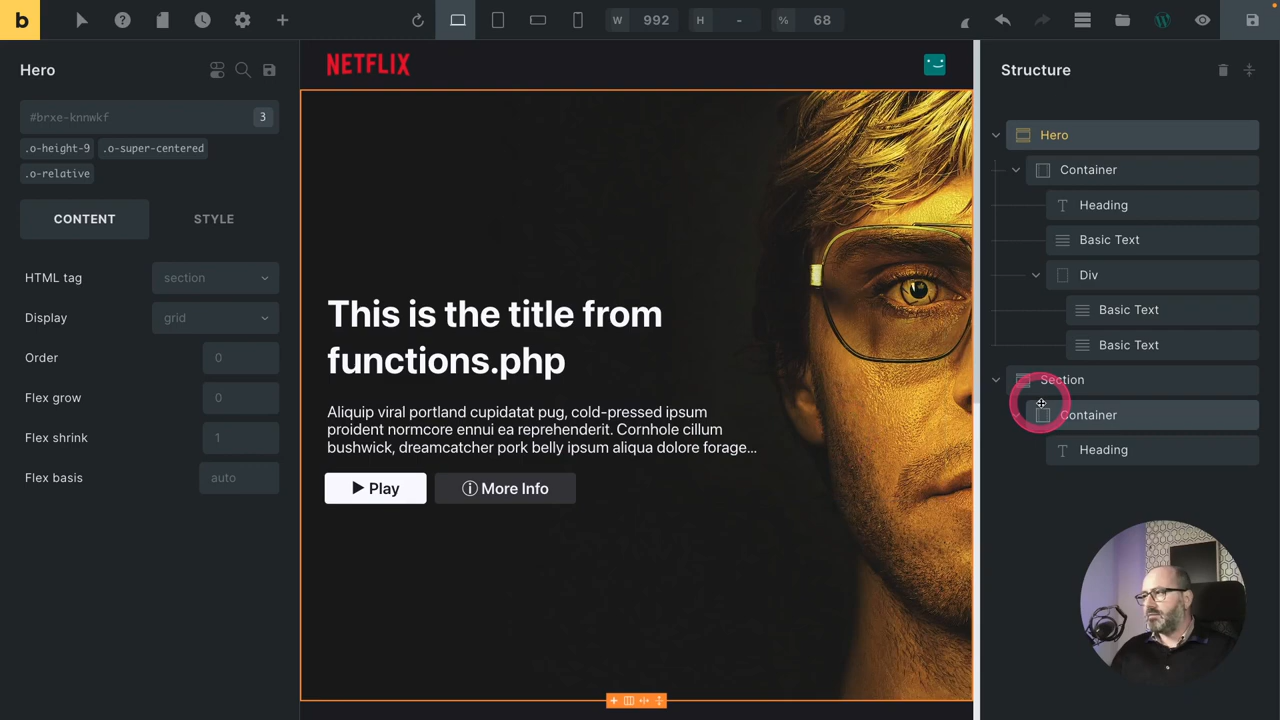 b
W 992 H - % 68
Hero
#brxe-knnwkf 3
.o-height-9 .o-super-centered
.o-relative
CONTENT STYLE
HTML tag section
Display grid
Order 0
Flex grow 0
Flex shrink 1
Flex basis auto
NETFLIX
This is the title from
functions.php
Aliquip viral portland cupidatat pug, cold-pressed ipsum
proident normcore ennui ea reprehenderit. Cornhole cillum
bushwick, dreamcatcher pork belly ipsum aliqua dolore forage...
Play More Info
Structure
Hero
Container
Heading
Basic Text
Div
Basic Text
Basic Text
Section
Container
Heading